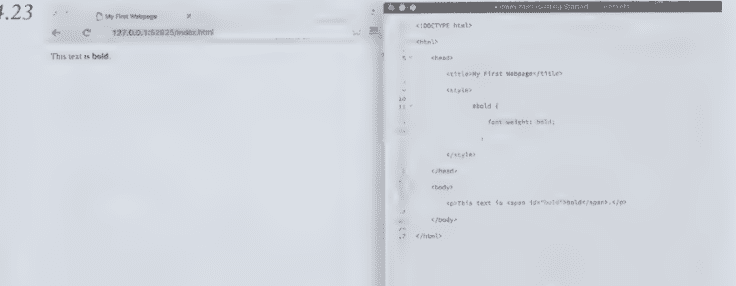 4.23
My First Webpage
127.0.0.1:53825/index.html
This text is bold.
<!DOCTYPE html>
<html>
<head>
<title>My First Webpage</title>
<style>
#bold {
font-weight: bold;
}
</style>
</head>
<body>
<p>This text is <span id="bold">bold</span>.</p>
</body>
</html>